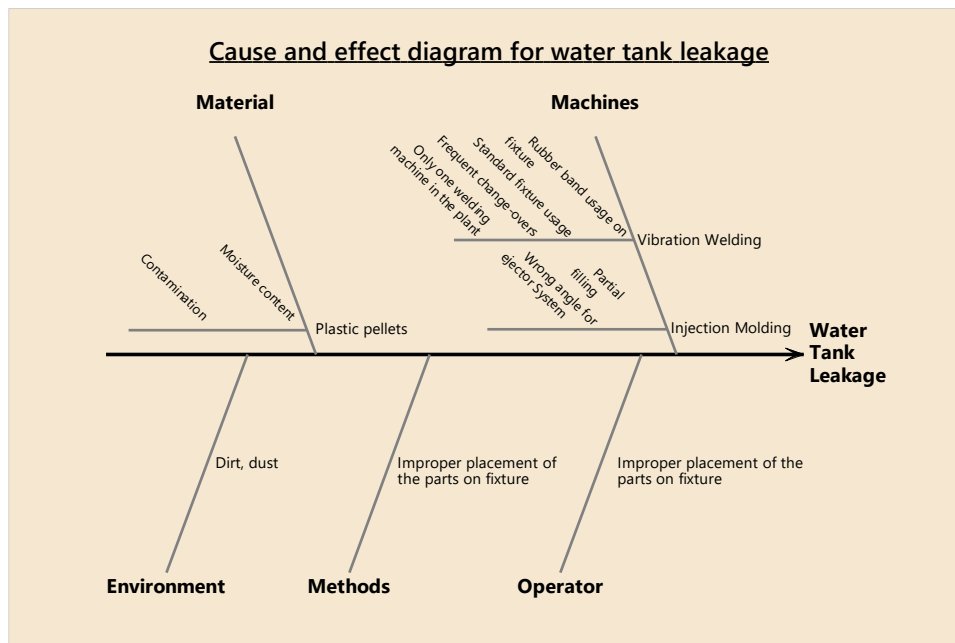 Cause and effect diagram for water tank leakage
Material
Machines
Contamination
Moisture content
Plastic pellets
Only one welding
machine in the plant
Frequent change-overs
Standard fixture usage
Rubber band usage on
fixture
Vibration Welding
Wrong angle for
ejector System
Partial
filling
Injection Molding
Water
Tank
Leakage
Dirt, dust
Improper placement of
the parts on fixture
Improper placement of the
parts on fixture
Environment
Methods
Operator